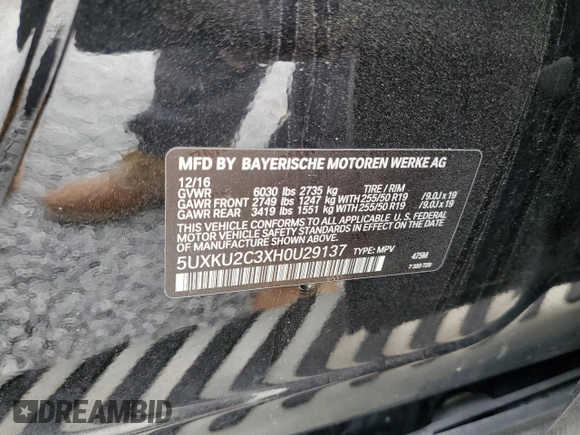 MFD BY BAYERISCHE MOTOREN WERKE AG
12/16
GVWR 6030 lbs 2735 kg TIRE / RIM
GAWR FRONT 2749 lbs 1247 kg WITH 255/50 R19 /9.0J x 19
GAWR REAR 3419 lbs 1551 kg WITH 255/50 R19 /9.0J x 19
THIS VEHICLE CONFORMS TO ALL APPLICABLE U. S. FEDERAL
MOTOR VEHICLE SAFETY STANDARDS IN EFFECT ON THE
DATE OF MANUFACTURE SHOWN ABOVE.
5UXKU2C3XH0U29137 TYPE: MPV 475M
DREAMBID